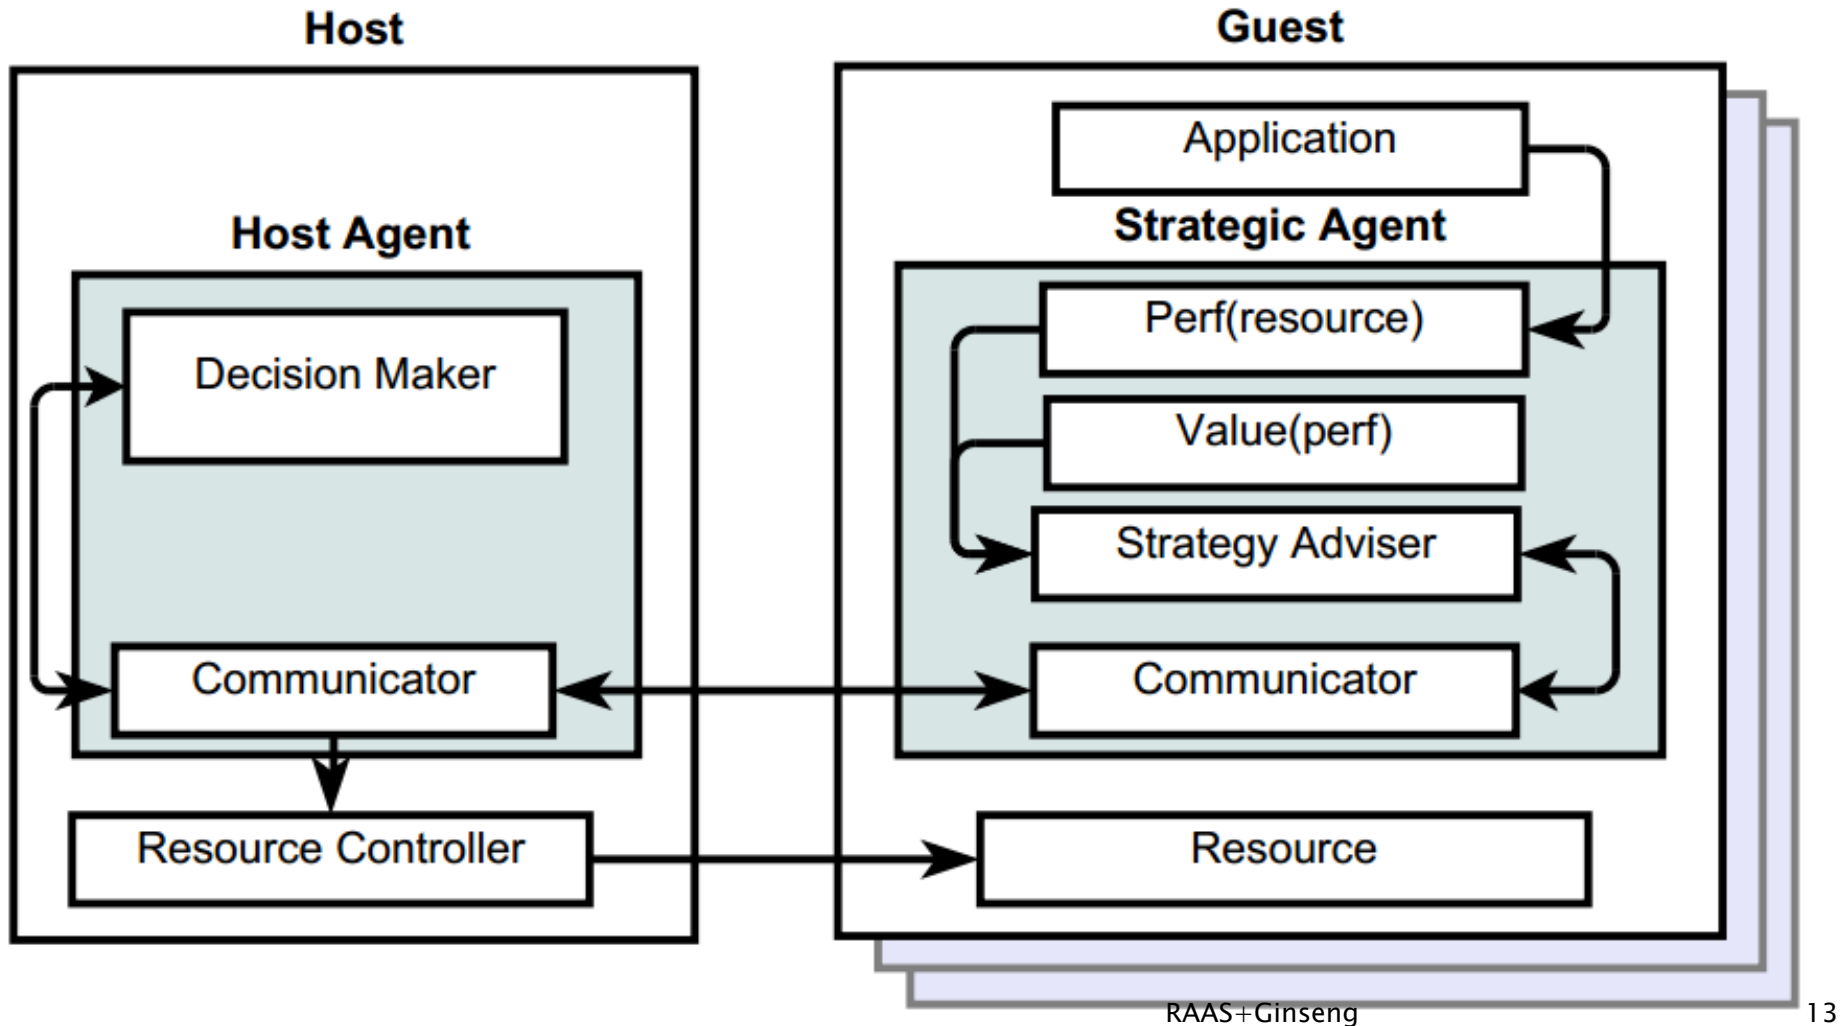 Host
Host Agent
Decision Maker
Communicator
Resource Controller
Guest
Application
Strategic Agent
Perf(resource)
Value(perf)
Strategy Adviser
Communicator
Resource
RAAS+Ginseng
13